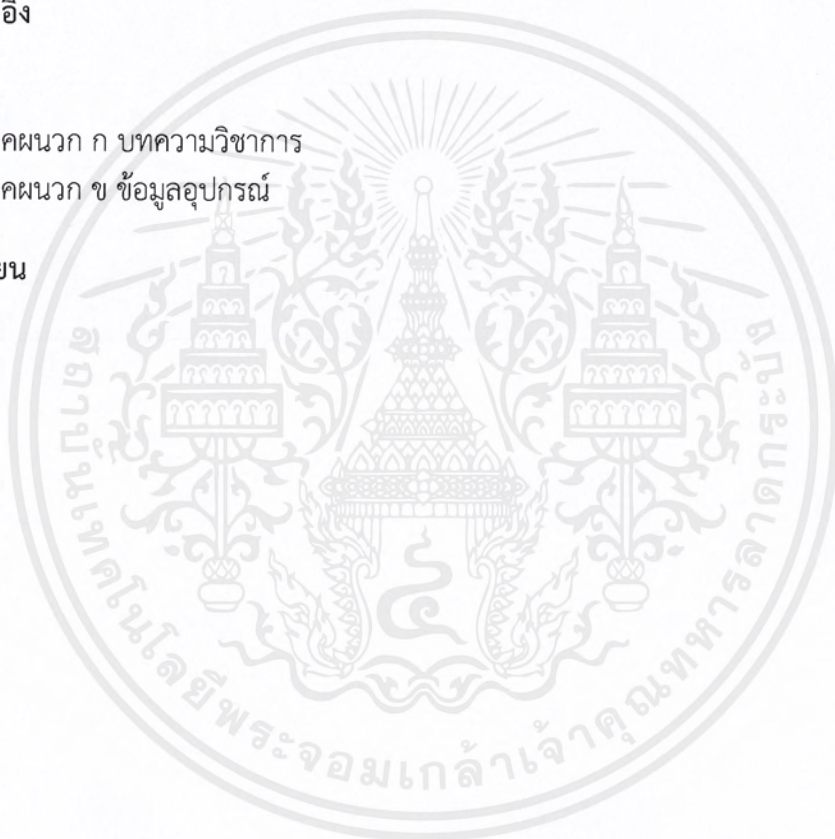 อิง
คผนวก ก บทความวิชาการ
คผนวก ข ข้อมูลอุปกรณ์
ยน
สถาบันเทคโนโลยีพระจอมเกล้าเจ้าคุณทหารลาดกระบัง